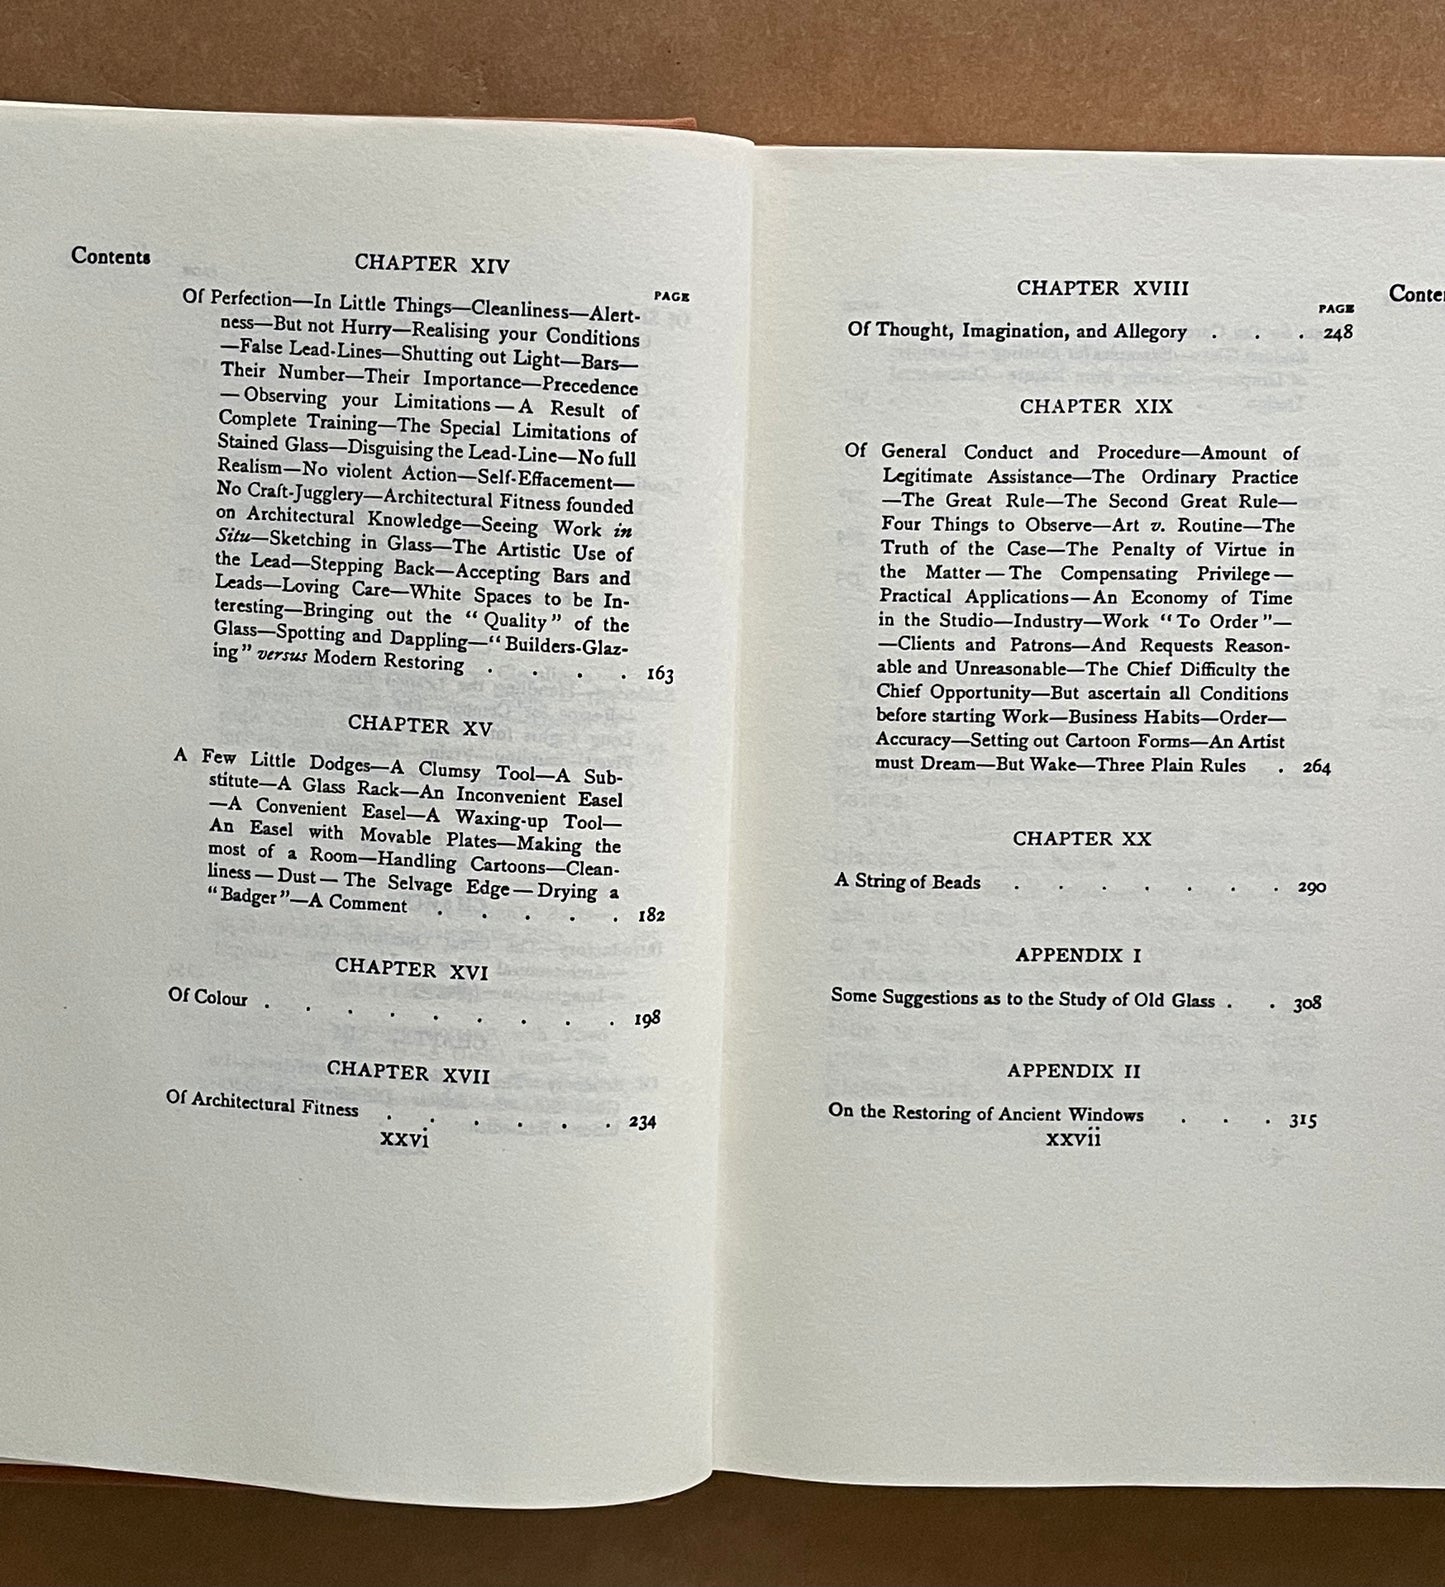 Contents
CHAPTER XIV
PAGE
Of Perfection—In Little Things—Cleanliness—Alert-
ness—But not Hurry—Realising your Conditions
—False Lead-Lines—Shutting out Light—Bars—
Their Number—Their Importance—Precedence
—Observing your Limitations—A Result of
Complete Training—The Special Limitations of
Stained Glass—Disguising the Lead-Line—No full
Realism—No violent Action—Self-Effacement—
No Craft-Jugglery—Architectural Fitness founded
on Architectural Knowledge—Seeing Work in
Situ—Sketching in Glass—The Artistic Use of
the Lead—Stepping Back—Accepting Bars and
Leads—Loving Care—White Spaces to be In-
teresting—Bringing out the “Quality” of the
Glass—Spotting and Dappling—“Builders-Glaz-
ing” versus Modern Restoring . . . . 163
CHAPTER XV
A Few Little Dodges—A Clumsy Tool—A Sub-
stitute—A Glass Rack—An Inconvenient Easel
—A Convenient Easel—A Waxing-up Tool—
An Easel with Movable Plates—Making the
most of a Room—Handling Cartoons—Clean-
liness—Dust—The Selvage Edge—Drying a
“Badger”—A Comment . . . . . 182
CHAPTER XVI
Of Colour . . . . . . . . . 198
CHAPTER XVII
Of Architectural Fitness . . . . . . 234
xxvi
CHAPTER XVIII
PAGE
Of Thought, Imagination, and Allegory . . . 248
CHAPTER XIX
Of General Conduct and Procedure—Amount of
Legitimate Assistance—The Ordinary Practice
—The Great Rule—The Second Great Rule—
Four Things to Observe—Art v. Routine—The
Truth of the Case—The Penalty of Virtue in
the Matter—The Compensating Privilege—
Practical Applications—An Economy of Time
in the Studio—Industry—Work “To Order”—
—Clients and Patrons—And Requests Reason-
able and Unreasonable—The Chief Difficulty the
Chief Opportunity—But ascertain all Conditions
before starting Work—Business Habits—Order—
Accuracy—Setting out Cartoon Forms—An Artist
must Dream—But Wake—Three Plain Rules . 264
CHAPTER XX
A String of Beads . . . . . . . 290
APPENDIX I
Some Suggestions as to the Study of Old Glass . . 308
APPENDIX II
On the Restoring of Ancient Windows . . . 315
xxvii